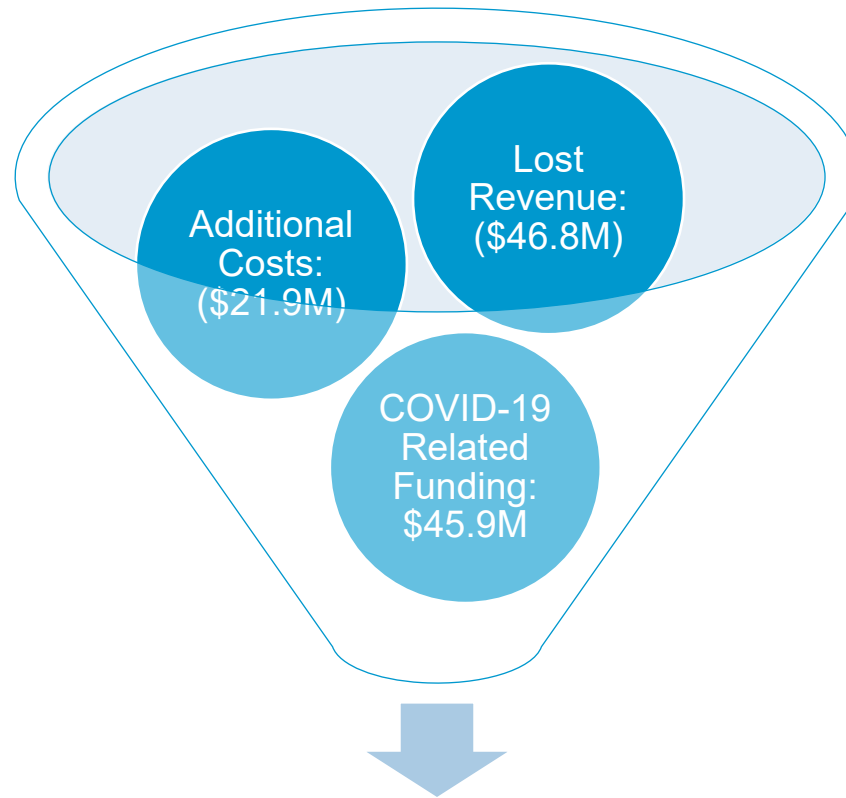 Additional
Costs:
($21.9M)
Lost
Revenue:
($46.8M)
COVID-19
Related
Funding:
$45.9M